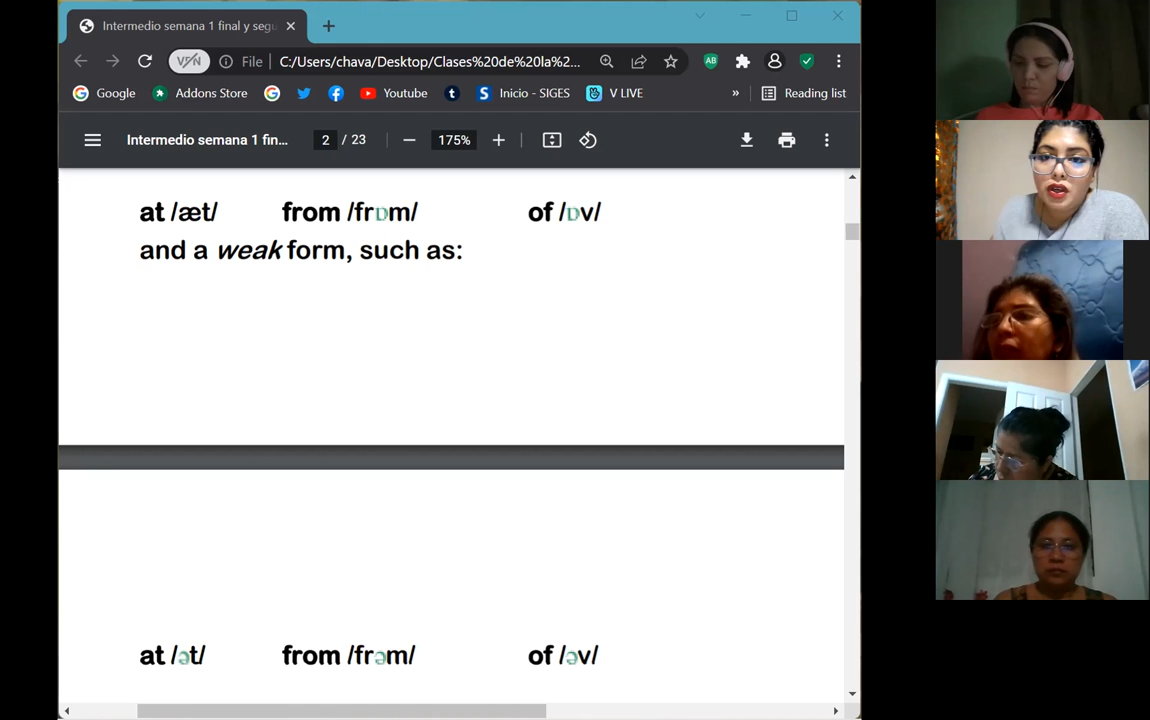 Intermedio semana 1 final y segu
VPN File C:/Users/chava/Desktop/Clases%20de%20la%2... AB
Google Addons Store Youtube t S Inicio - SIGES V LIVE » Reading list
Intermedio semana 1 fin... 2 / 23 175%
at /æt/ from /frɒm/ of /ɒv/
and a weak form, such as:
at /ət/ from /frəm/ of /əv/